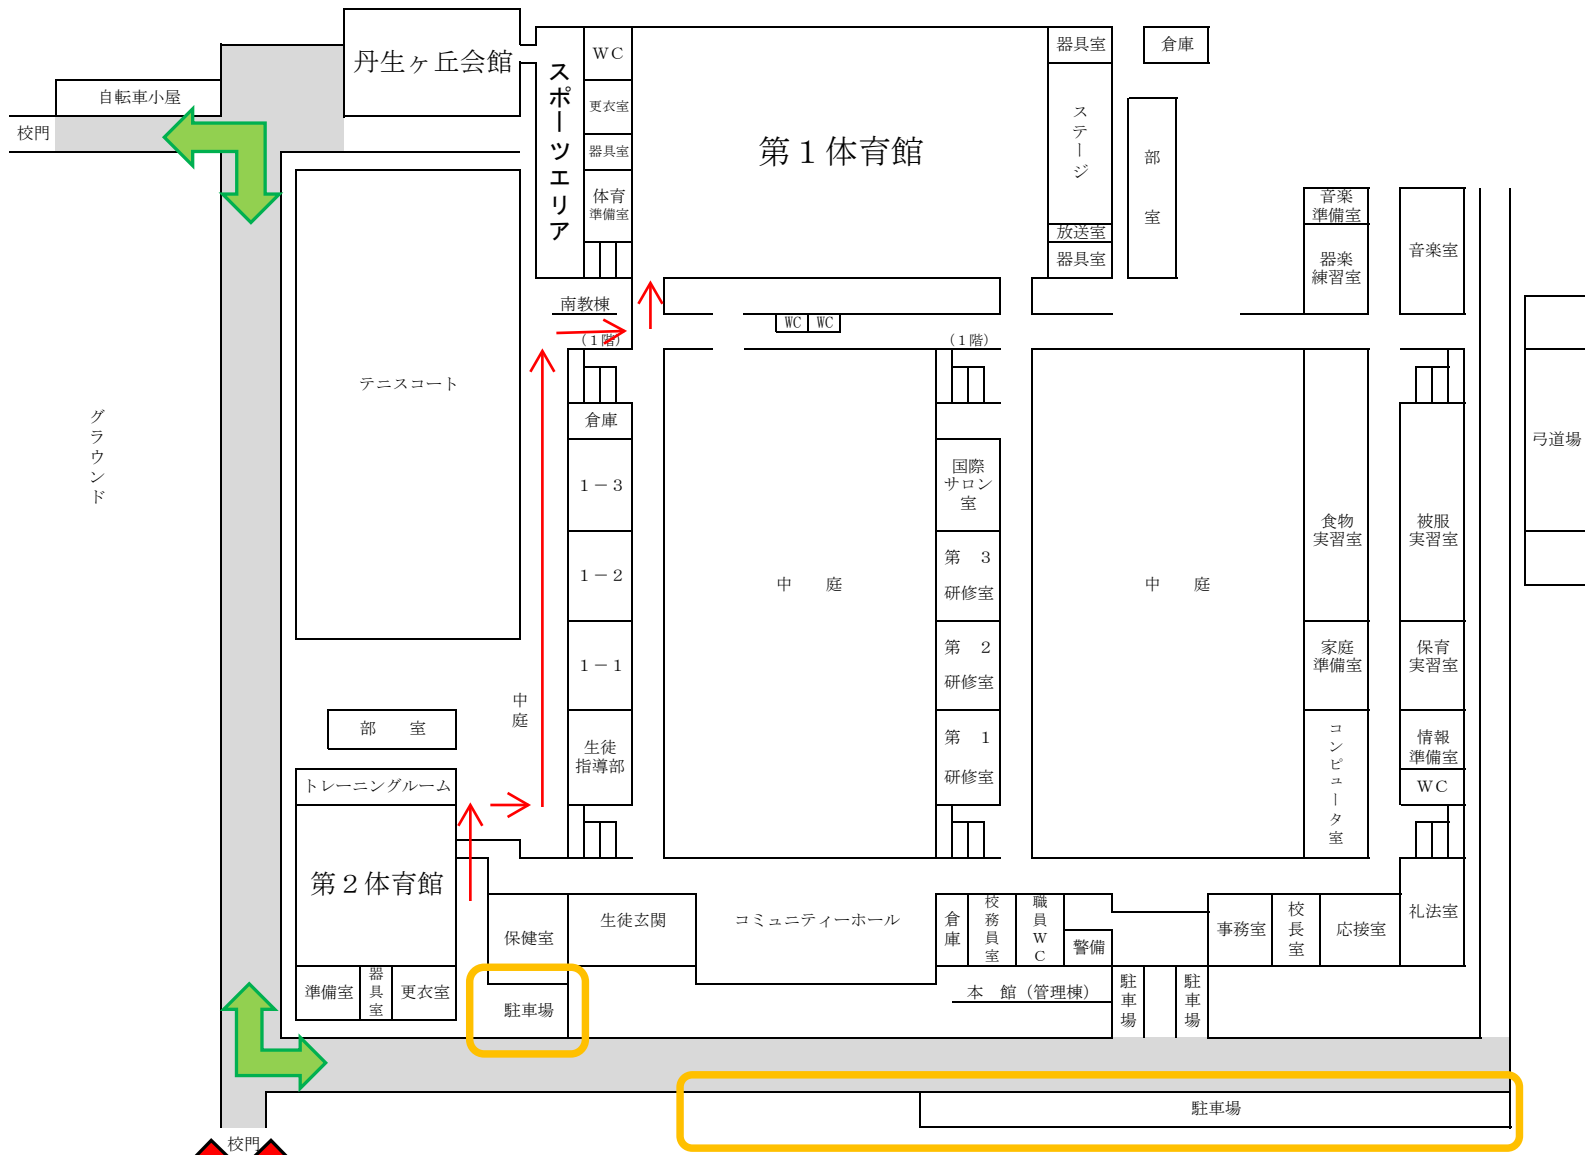 丹生ヶ丘会館
自転車小屋
校門
スポーツエリア
WC
更衣室
器具室
体育
準備室
第1体育館
器具室
ステージ
放送室
器具室
倉庫
部室
音楽
準備室
器楽
練習室
音楽室
南教棟
(1階)
WC
WC
(1階)
テニスコート
グラウンド
倉庫
1-3
1-2
1-1
生徒
指導部
中庭
中 庭
国際
サロン
室
第 3
研修室
第 2
研修室
第 1
研修室
中 庭
食物
実習室
家庭
準備室
コンピュータ室
被服
実習室
保育
実習室
情報
準備室
WC
弓道場
部 室
トレーニングルーム
第2体育館
準備室
器具室
更衣室
保健室
生徒玄関
コミュニティーホール
倉庫
校務員室
職員WC
警備
事務室
校長室
応接室
礼法室
駐車場
本 館(管理棟)
駐車場
駐車場
駐車場
校門